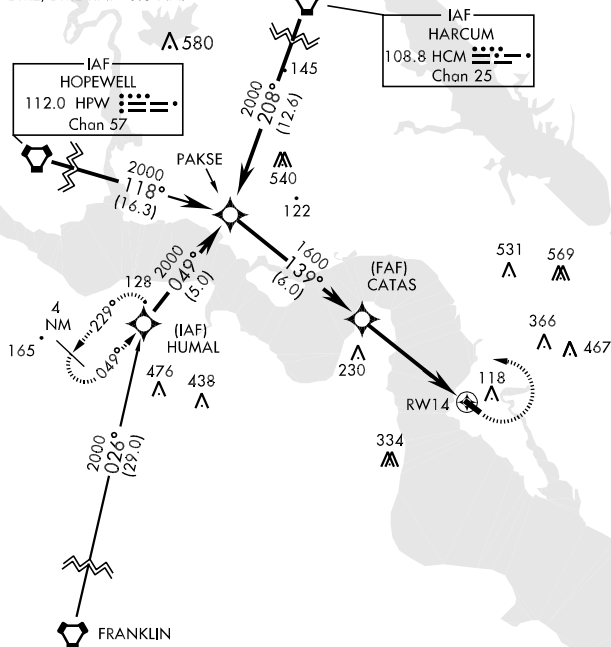 580
IAF
HARCUM
108.8 HCM
Chan 25
IAF
HOPEWELL
112.0 HPW
Chan 57
145
2000
208°
(12.6)
2000
118°
(16.3)
PAKSE
540
122
2000
049°
(5.0)
1600
139°
(6.0)
(FAF)
CATAS
531
569
128
4
NM
229°
049°
165
(IAF)
HUMAL
366
467
230
476
438
RW14
118
334
2000
026°
(29.0)
FRANKLIN